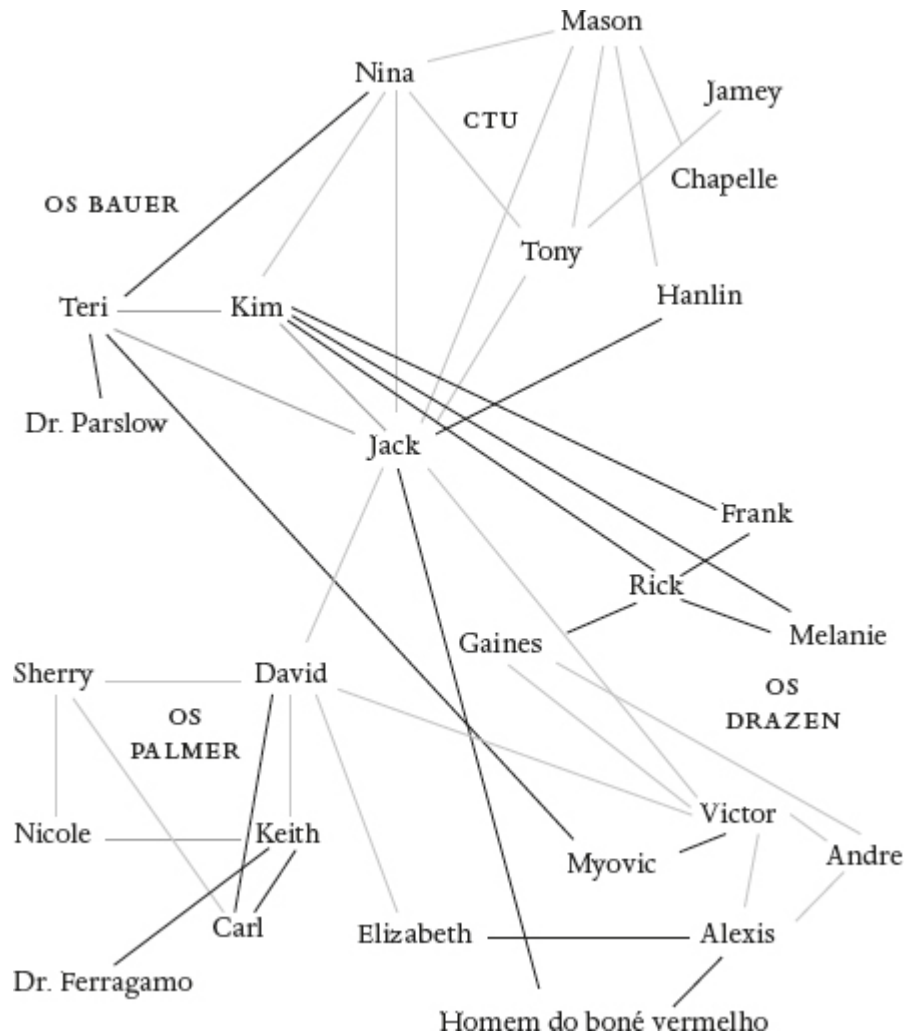 Mason
Nina
Jamey
CTU
Chapelle
OS BAUER
Tony
Hanlin
Teri
Kim
Dr. Parslow
Jack
Frank
Rick
Melanie
Gaines
Sherry
David
OS
DRAZEN
OS
PALMER
Victor
Nicole
Keith
Myovic
Andre
Carl
Elizabeth
Alexis
Dr. Ferragamo
Homem do boné vermelho